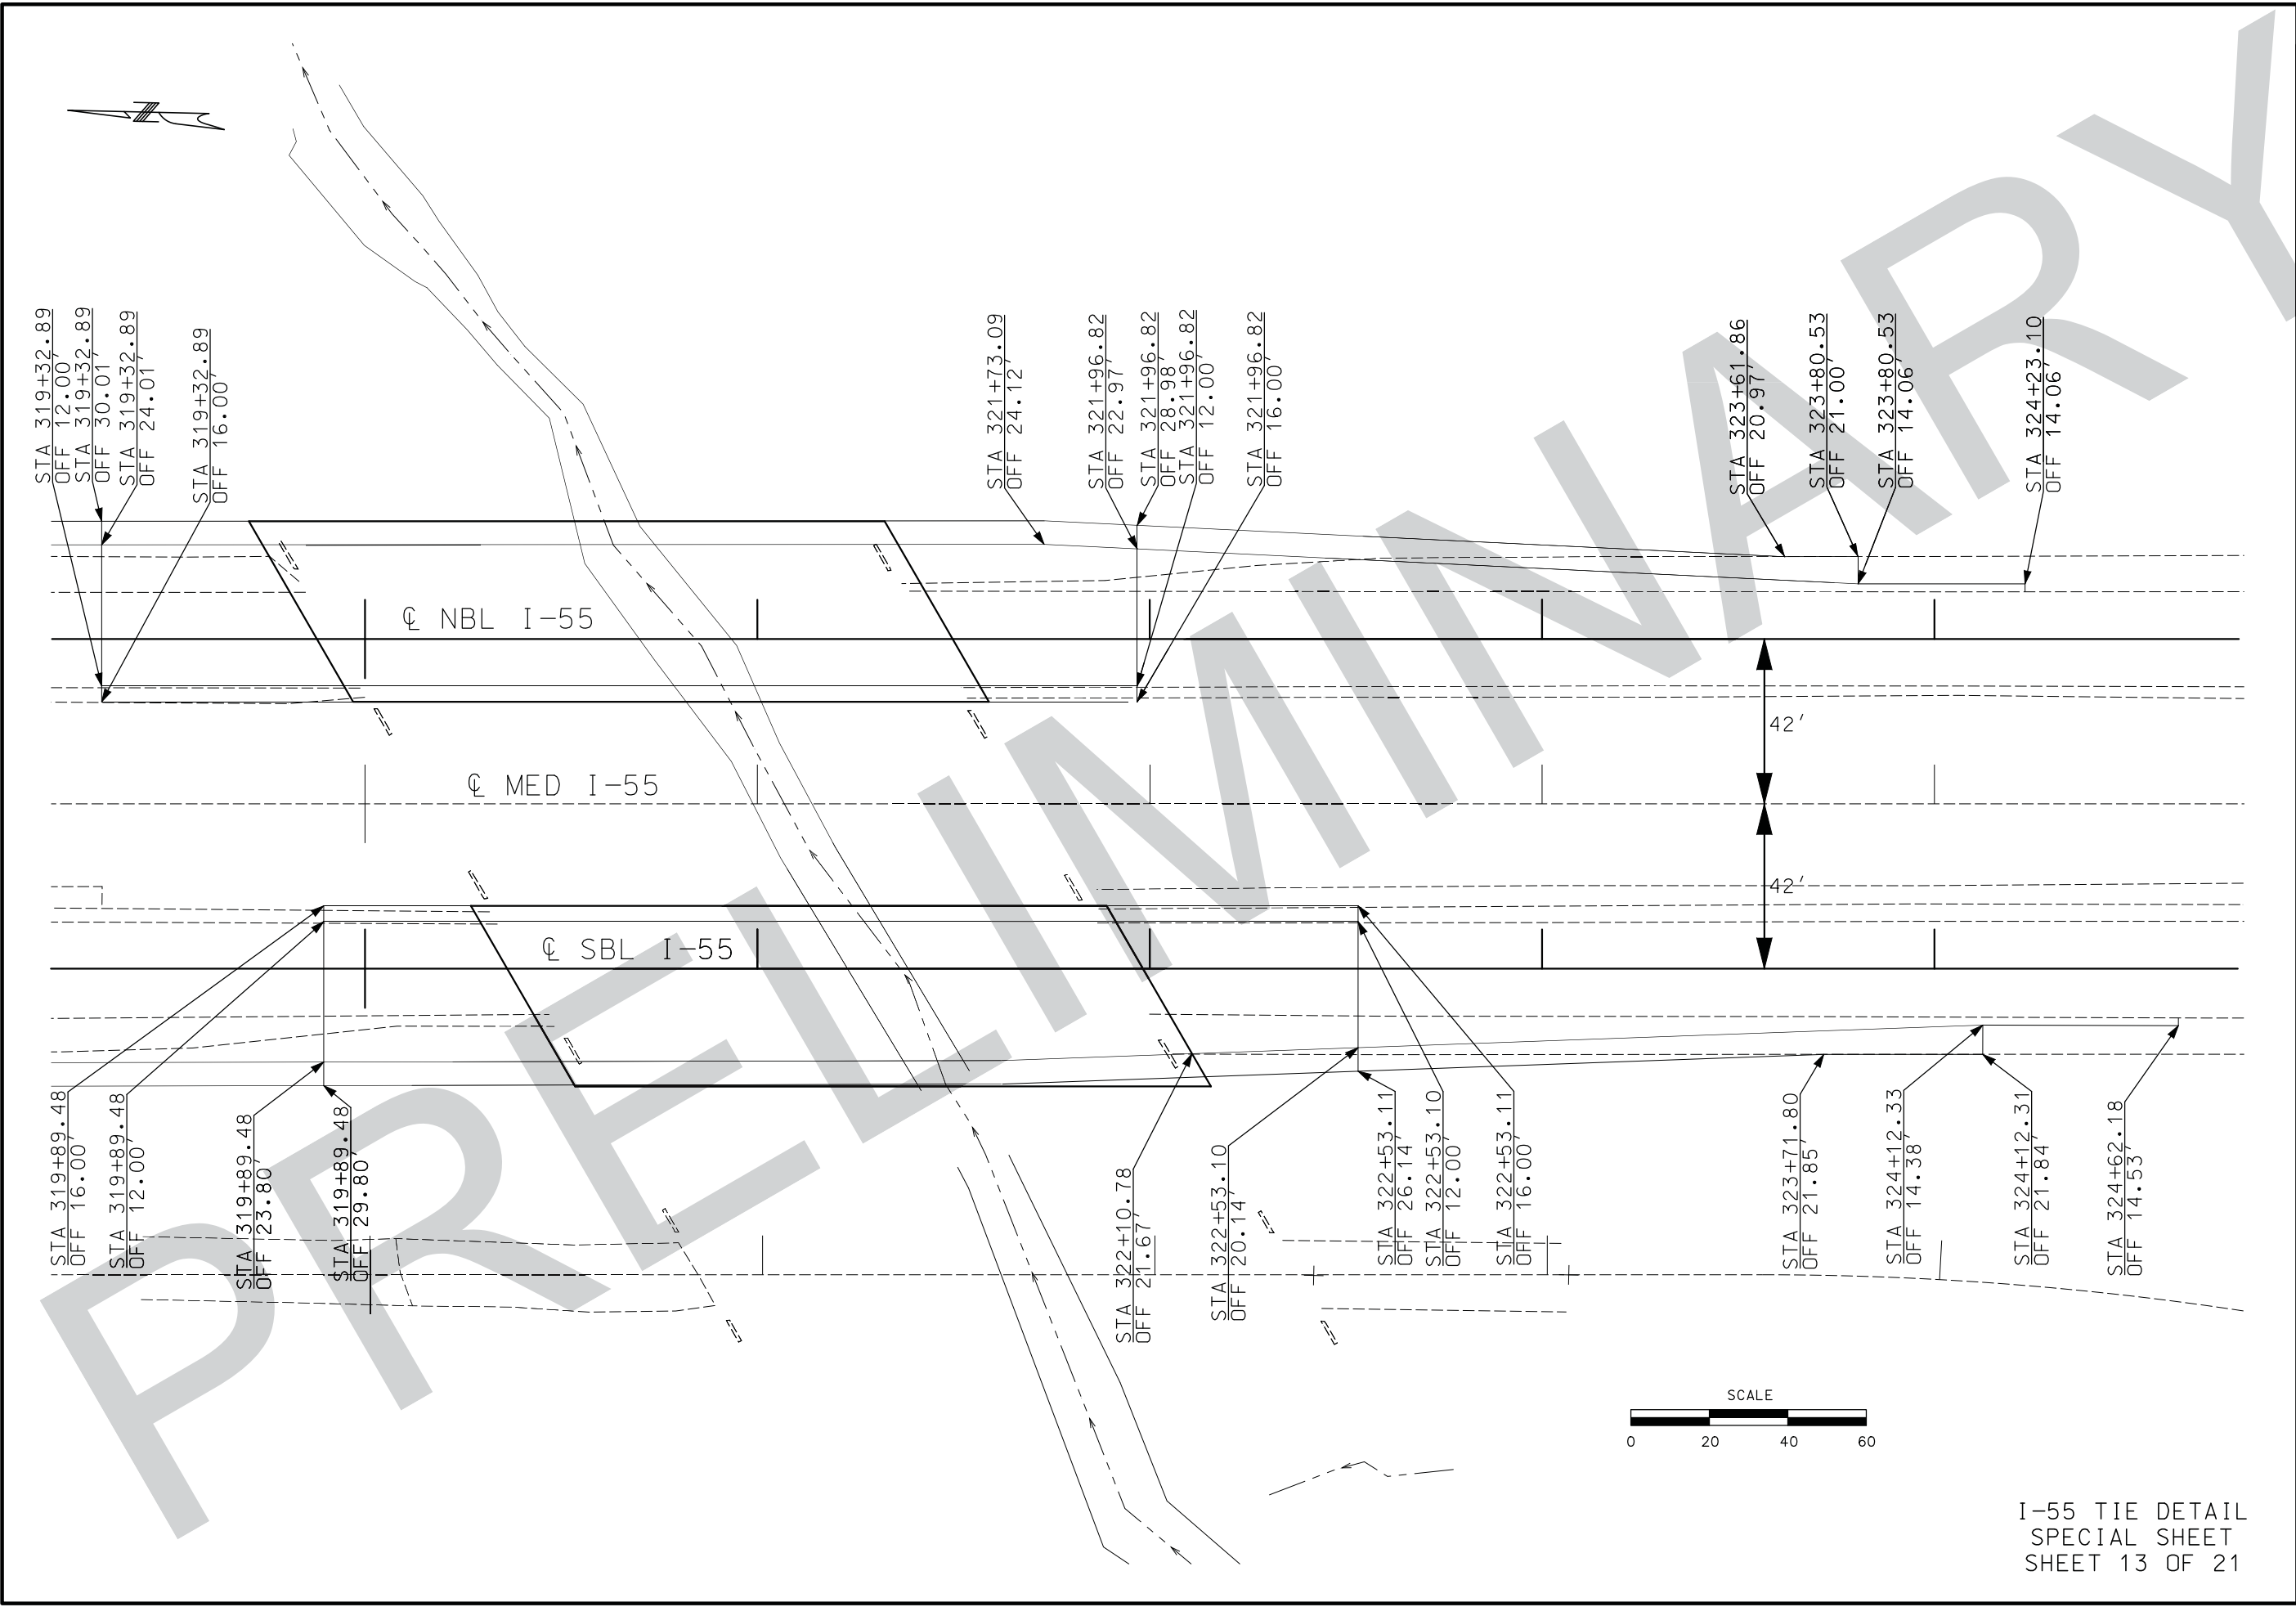 STA 319+32.89
OFF 12.00'
STA 319+32.89
OFF 30.01'
STA 319+32.89
OFF 24.01'
STA 319+32.89
OFF 16.00'
STA 321+73.09
OFF 24.12'
STA 321+96.82
OFF 22.97'
STA 321+96.82
OFF 28.98'
STA 321+96.82
OFF 12.00'
STA 321+96.82
OFF 16.00'
STA 323+61.86
OFF 20.97'
STA 323+80.53
OFF 21.00'
STA 323+80.53
OFF 14.06'
STA 324+23.10
OFF 14.06'
℄ NBL I-55
42'
℄ MED I-55
42'
℄ SBL I-55
STA 319+89.48
OFF 16.00'
STA 319+89.48
OFF 12.00'
STA 319+89.48
OFF 23.80'
STA 319+89.48
OFF 29.80'
STA 322+10.78
OFF 21.67'
STA 322+53.10
OFF 20.14'
STA 322+53.11
OFF 26.14'
STA 322+53.10
OFF 12.00'
STA 322+53.11
OFF 16.00'
STA 323+71.80
OFF 21.85'
STA 324+12.33
OFF 14.38'
STA 324+12.31
OFF 21.84'
STA 324+62.18
OFF 14.53'
PRELIMINARY
SCALE
0 20 40 60
I-55 TIE DETAIL
SPECIAL SHEET
SHEET 13 OF 21